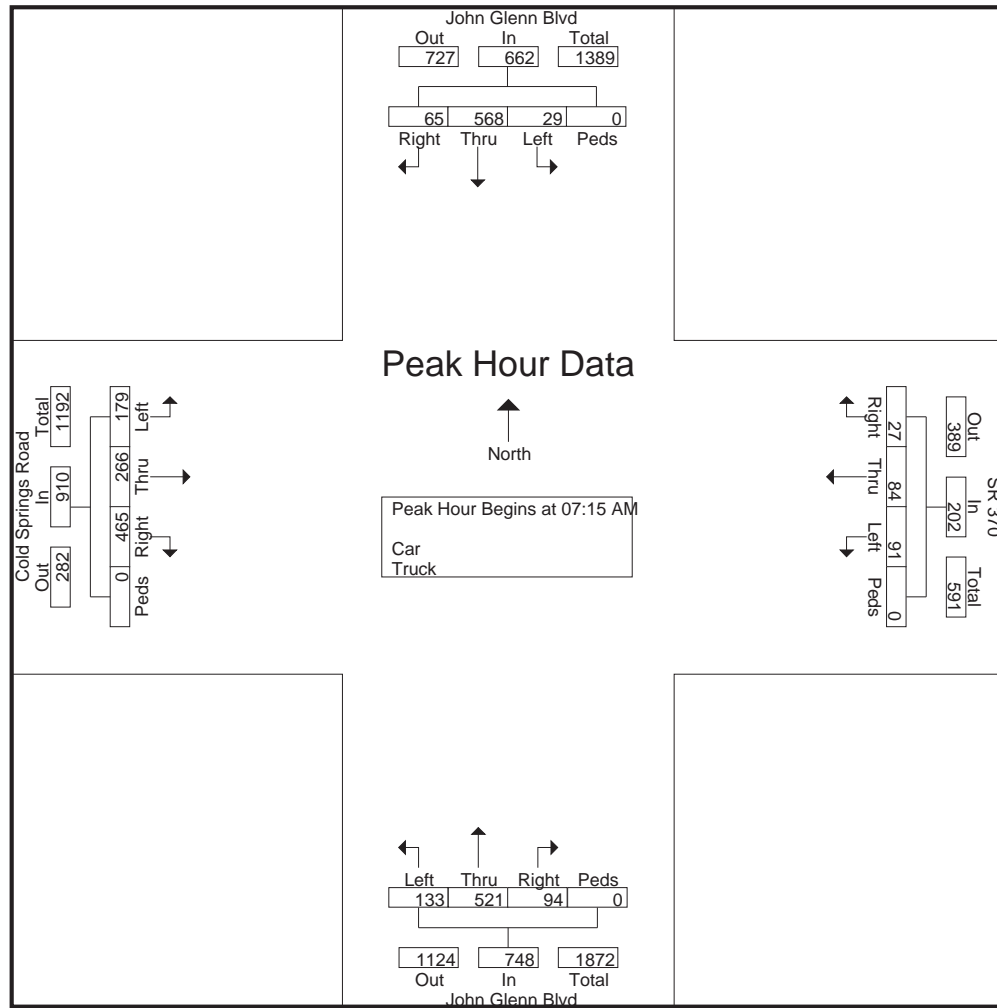 John Glenn Blvd
Out In Total
727 662 1389
65 568 29 0
Right Thru Left Peds
Peak Hour Data
North
Peak Hour Begins at 07:15 AM
Car
Truck
Cold Springs Road
Total In Out
1192 910 282
179 266 465 0
Left Thru Right Peds
SR 370
Out In Total
389 202 591
27 84 91 0
Right Thru Left Peds
Left Thru Right Peds
133 521 94 0
1124 748 1872
Out In Total
John Glenn Blvd